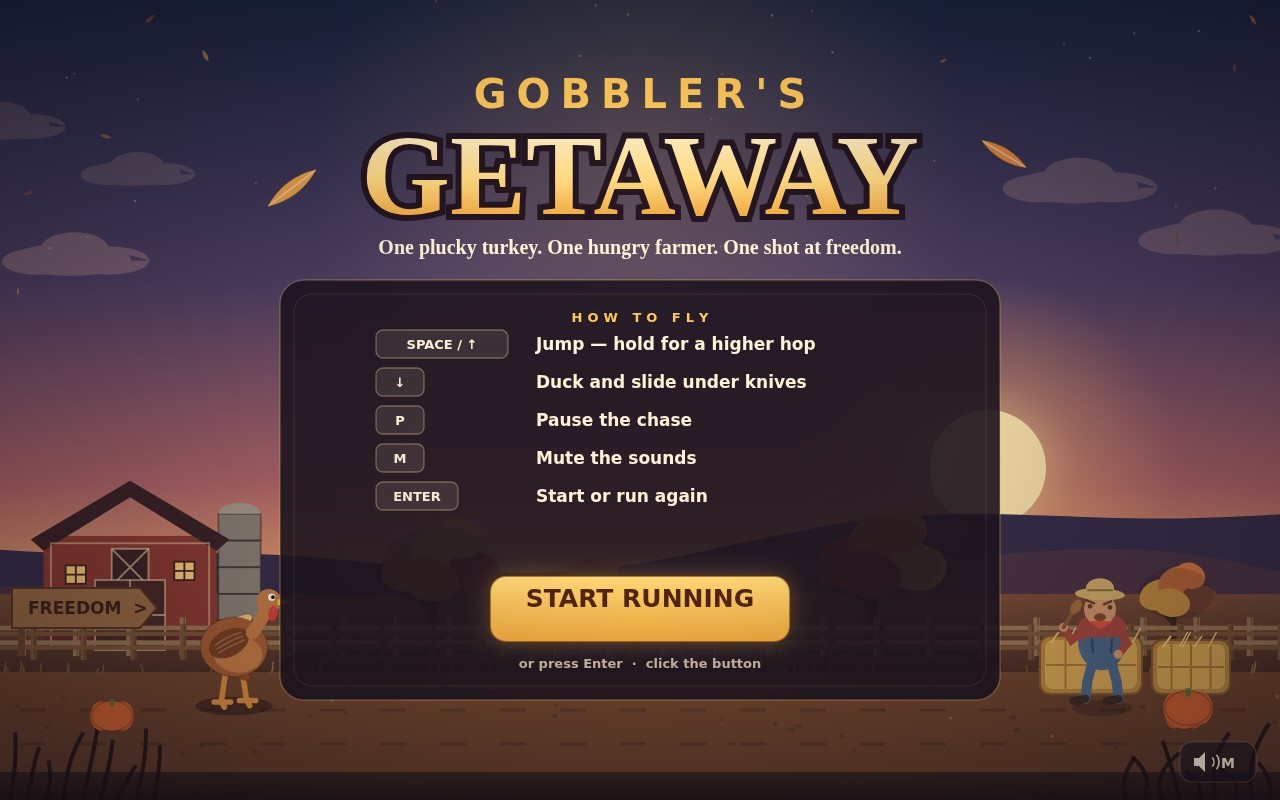 GOBBLER'S
GETAWAY
One plucky turkey. One hungry farmer. One shot at freedom.
HOW TO FLY
SPACE / ↑ Jump — hold for a higher hop
↓ Duck and slide under knives
P Pause the chase
M Mute the sounds
ENTER Start or run again
FREEDOM >
START RUNNING
or press Enter · click the button
M